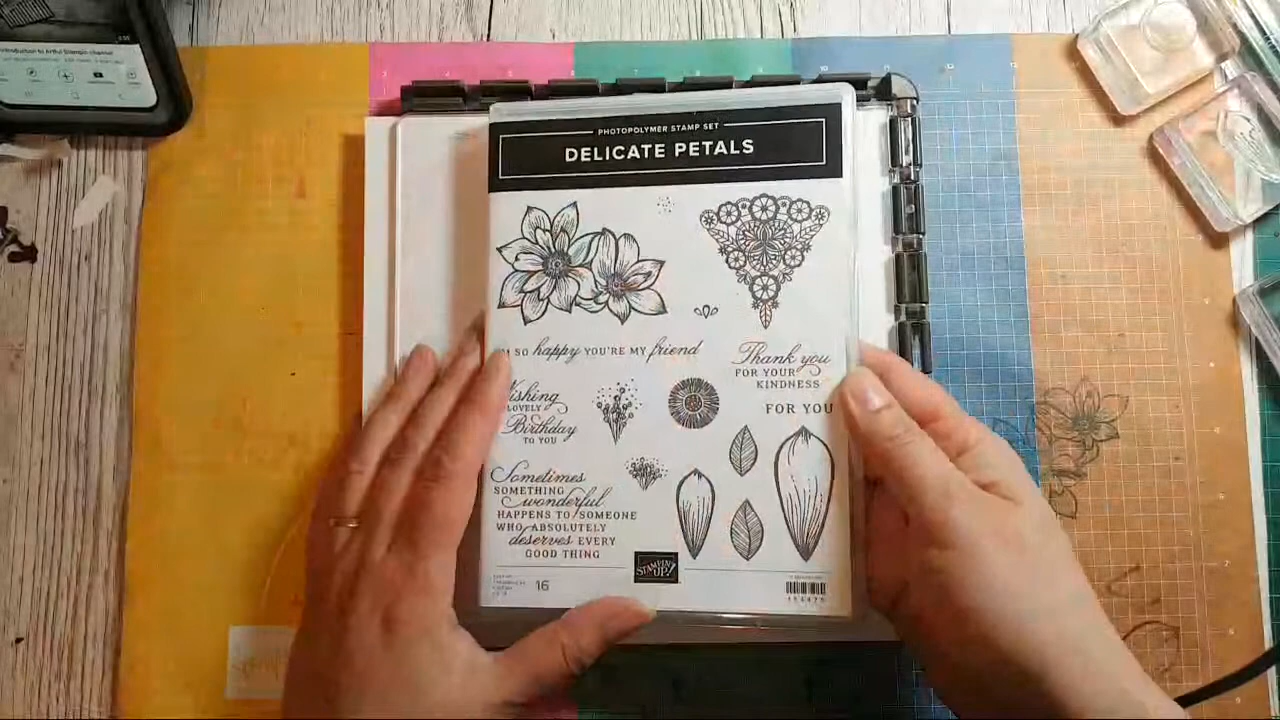 PHOTOPOLYMER STAMP SET
DELICATE PETALS
SO happy YOU'RE MY friend
Thank you
FOR YOUR
KINDNESS
FOR YOU
Wishing
LOVELY
Birthday
TO YOU
Sometimes
SOMETHING
wonderful
HAPPENS TO SOMEONE
WHO ABSOLUTELY
deserves EVERY
GOOD THING
STAMPIN' UP!
16